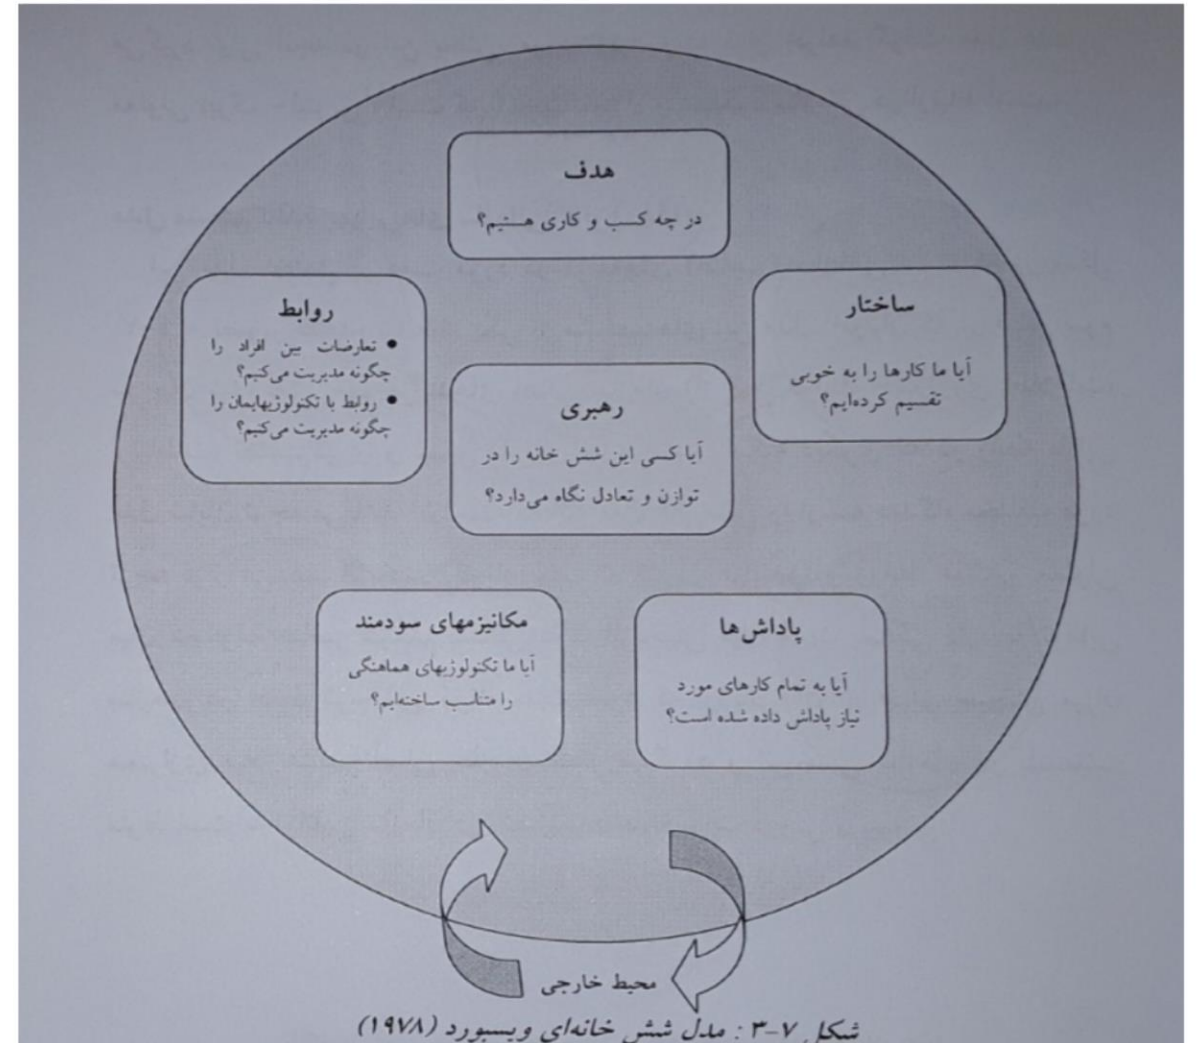 هدف
در چه کسب و کاری هستیم؟
ساختار
آیا ما کارها را به خوبی
تقسیم کرده‌ایم؟
روابط
● تعارضات بین افراد را
چگونه مدیریت می‌کنیم؟
● روابط با تکنولوژیهایمان را
چگونه مدیریت می‌کنیم؟
رهبری
آیا کسی این شش خانه را در
توازن و تعادل نگاه می‌دارد؟
پاداش‌ها
آیا به تمام کارهای مورد
نیاز پاداش داده شده است؟
مکانیزمهای سودمند
آیا ما تکنولوژیهای هماهنگی
را متناسب ساخته‌ایم؟
محیط خارجی
شکل ۷-۳ : مدل شش خانه‌ای ویسبورد (۱۹۷۸)